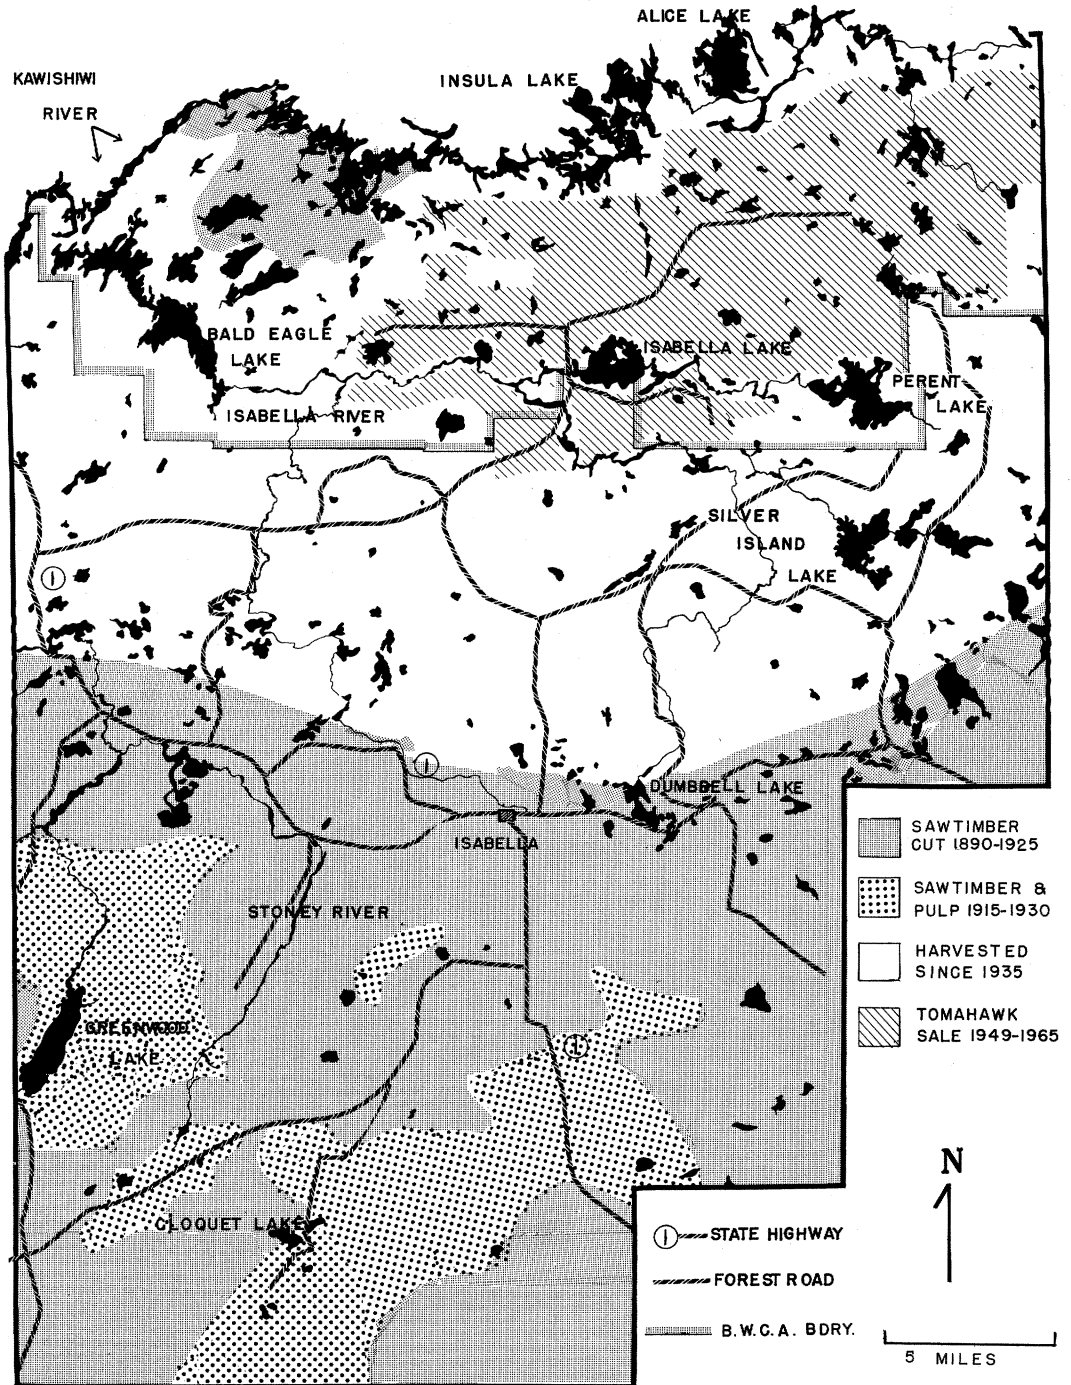 ALICE LAKE
KAWISHIWI
RIVER
INSULA LAKE
BALD EAGLE
LAKE
ISABELLA LAKE
PERENT
LAKE
ISABELLA RIVER
SILVER
ISLAND
LAKE
1
1
DUMBBELL LAKE
ISABELLA
STONEY RIVER
GREENWOOD
LAKE
1
CLOQUET LAKE
SAWTIMBER
CUT 1890-1925
SAWTIMBER &
PULP 1915-1930
HARVESTED
SINCE 1935
TOMAHAWK
SALE 1949-1965
N
1 STATE HIGHWAY
FOREST ROAD
B.W.C.A. BDRY.
5 MILES